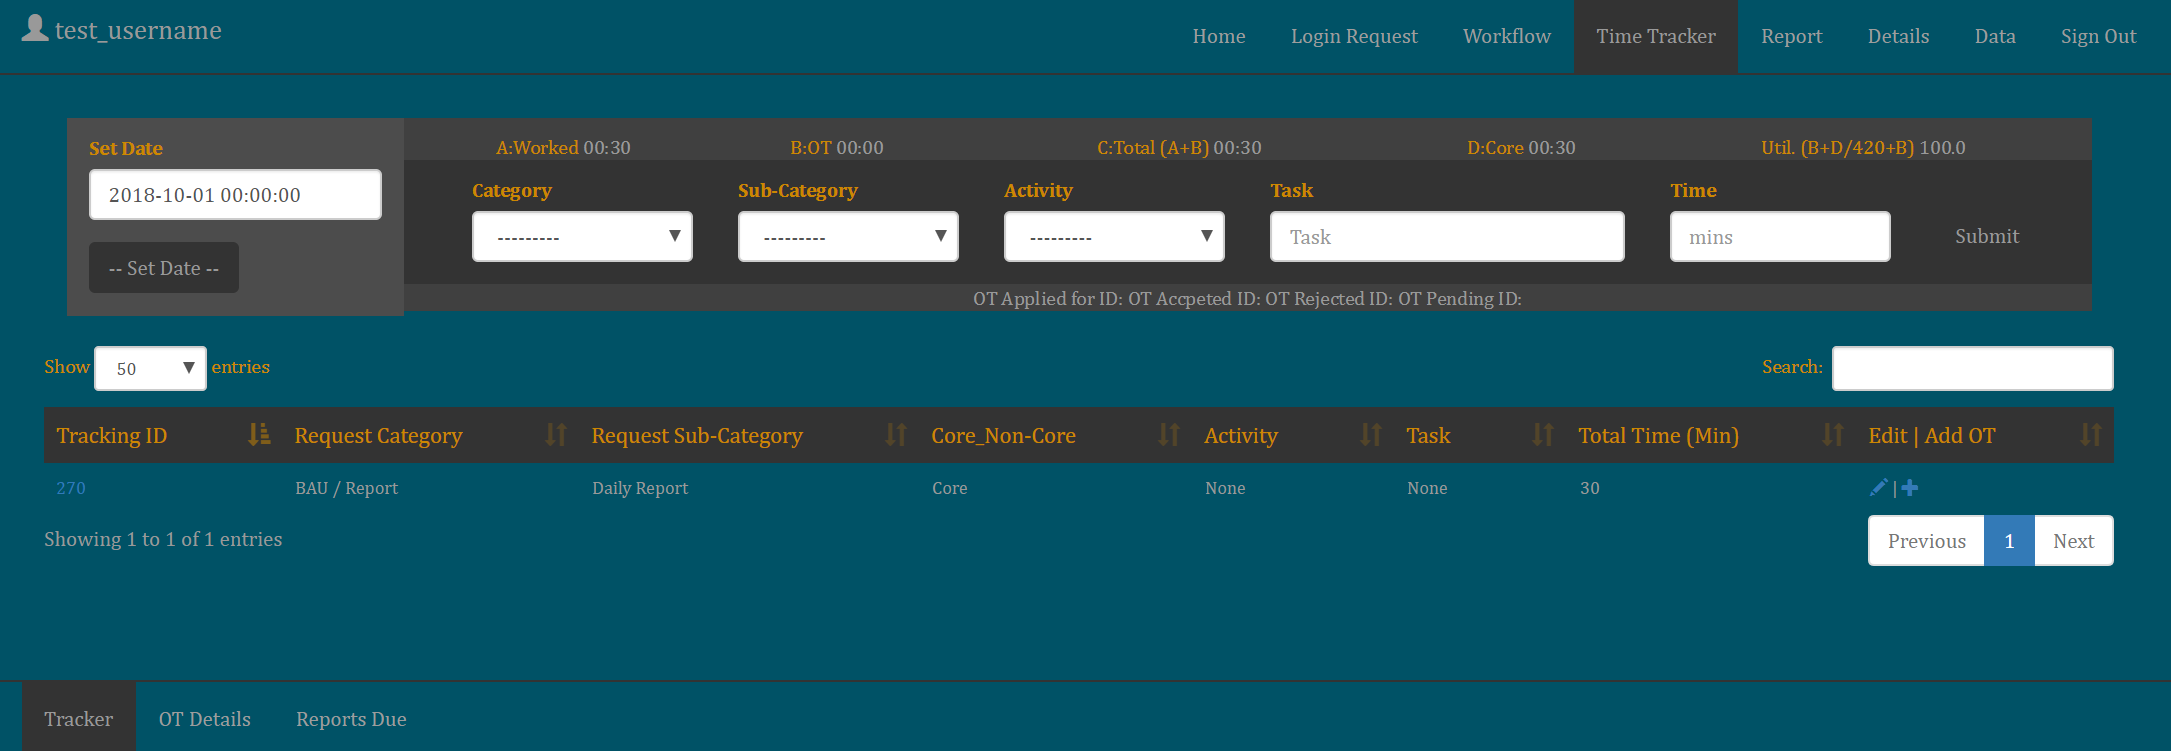 test_username
Home Login Request Workflow Time Tracker Report Details Data Sign Out
Set Date
2018-10-01 00:00:00
-- Set Date --
A:Worked 00:30 B:OT 00:00 C:Total (A+B) 00:30 D:Core 00:30 Util. (B+D/420+B) 100.0
Category Sub-Category Activity Task Time
--------- --------- --------- Task mins Submit
OT Applied for ID: OT Accpeted ID: OT Rejected ID: OT Pending ID:
Show 50 entries Search:
Tracking ID Request Category Request Sub-Category Core_Non-Core Activity Task Total Time (Min) Edit | Add OT
270 BAU / Report Daily Report Core None None 30 |
Showing 1 to 1 of 1 entries Previous 1 Next
Tracker OT Details Reports Due